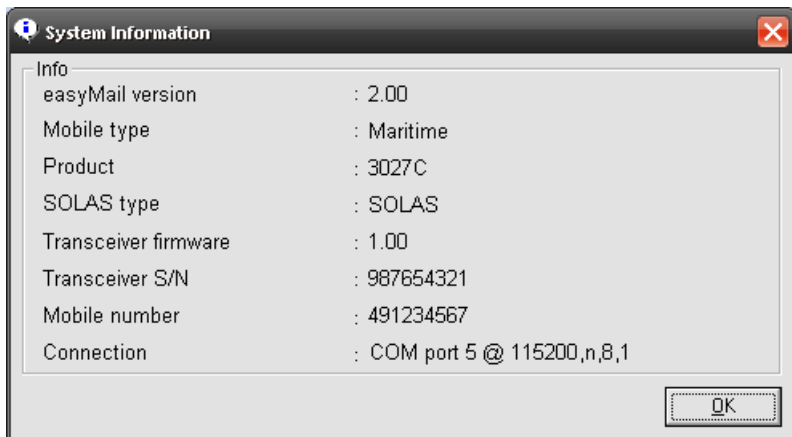 System Information
Info
easyMail version : 2.00
Mobile type : Maritime
Product : 3027C
SOLAS type : SOLAS
Transceiver firmware : 1.00
Transceiver S/N : 987654321
Mobile number : 491234567
Connection : COM port 5 @ 115200,n,8,1
OK